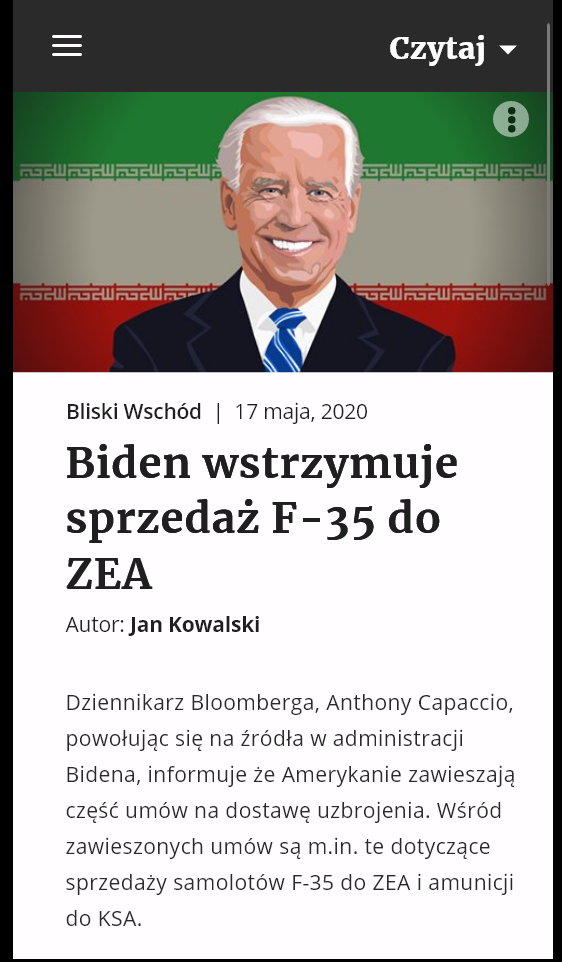 Czytaj
Bliski Wschód | 17 maja, 2020
Biden wstrzymuje
sprzedaż F-35 do
ZEA
Autor: Jan Kowalski
Dziennikarz Bloomberga, Anthony Capaccio,
powołując się na źródła w administracji
Bidena, informuje że Amerykanie zawieszają
część umów na dostawę uzbrojenia. Wśród
zawieszonych umów są m.in. te dotyczące
sprzedaży samolotów F-35 do ZEA i amunicji
do KSA.